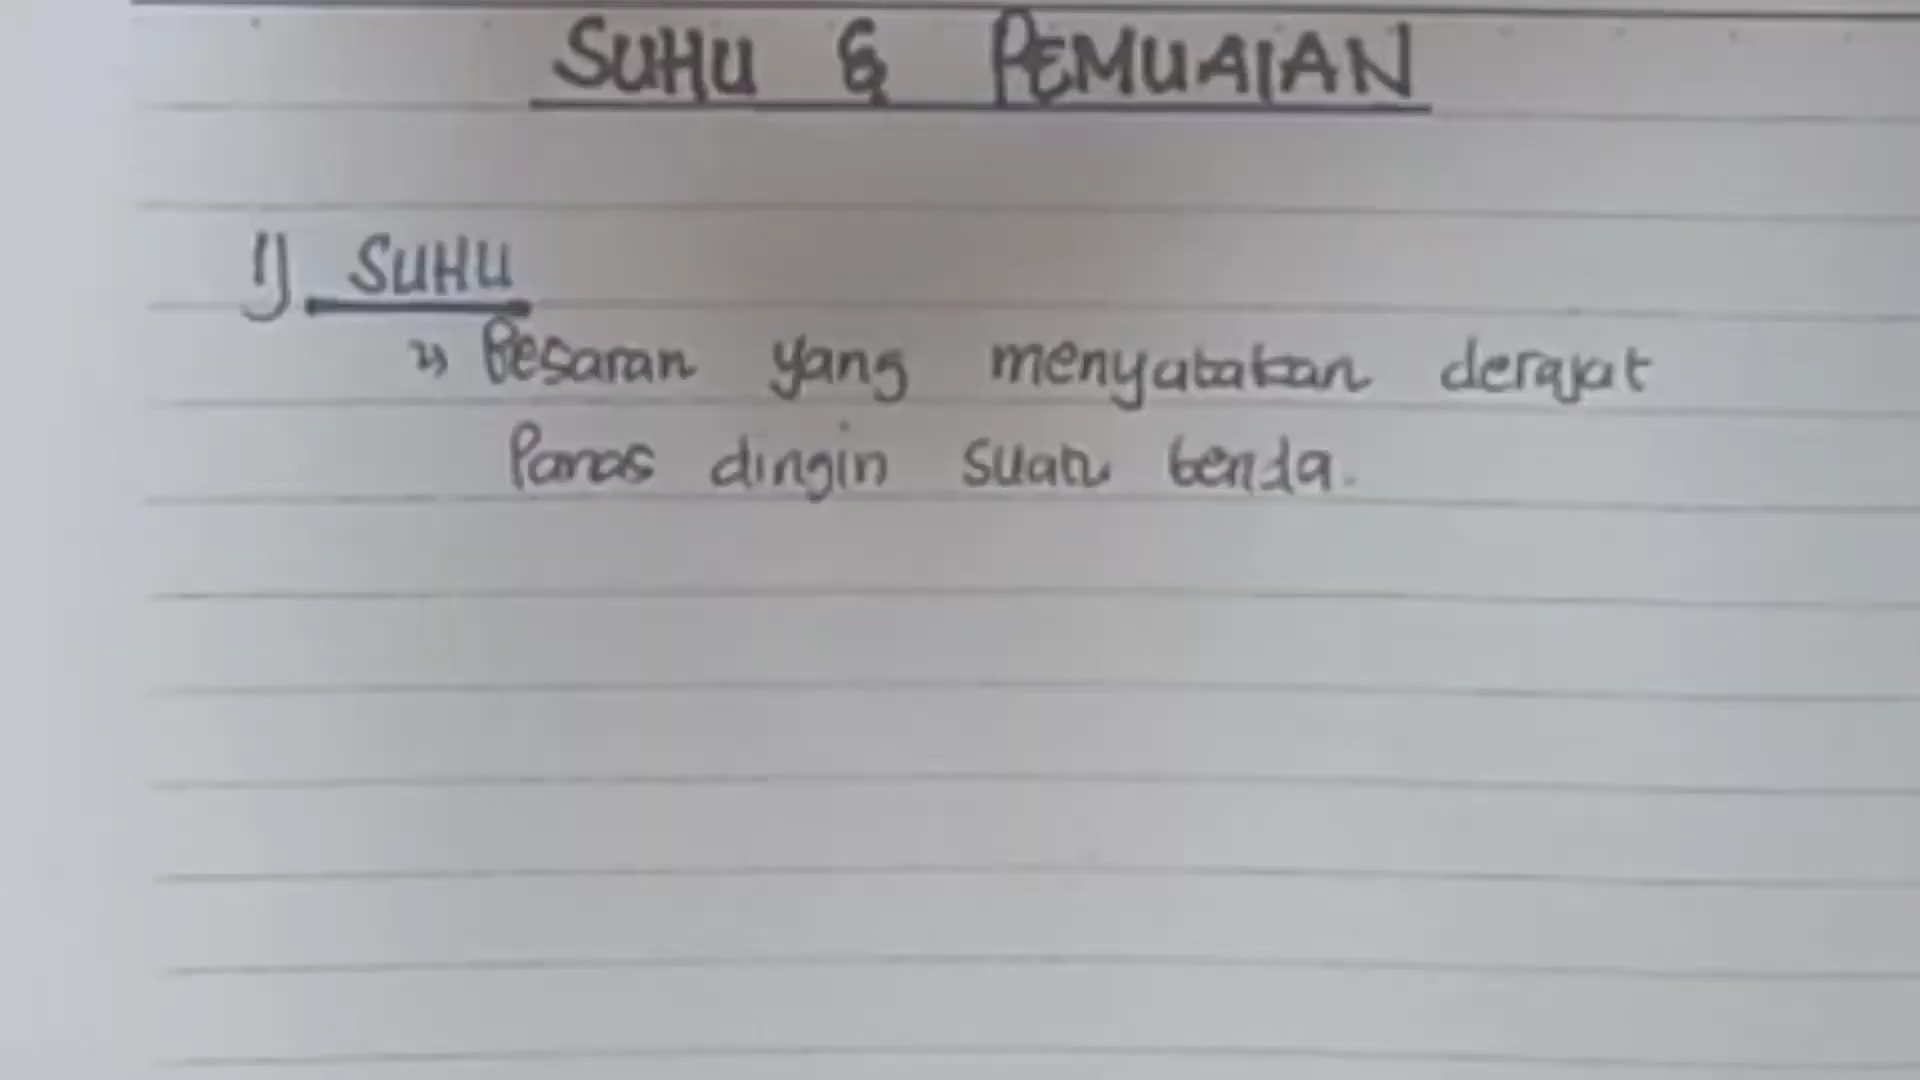 SUHU & PEMUAIAN
1) SUHU
Besaran yang menyatakan derajat
Panas dingin suatu benda.